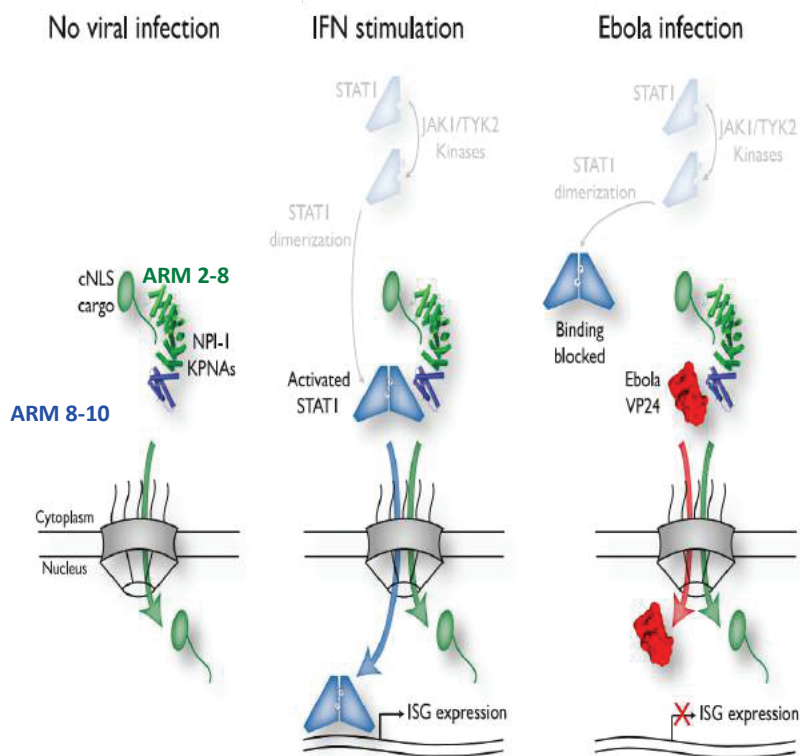 No viral infection
IFN stimulation
Ebola infection
STAT1
JAK1/TYK2
Kinases
STAT1
dimerization
STAT1
JAK1/TYK2
Kinases
STAT1
dimerization
cNLS
cargo
ARM 2-8
NPI-1
KPNAs
ARM 8-10
Activated
STAT1
Binding
blocked
Ebola
VP24
Cytoplasm
Nucleus
ISG expression
ISG expression